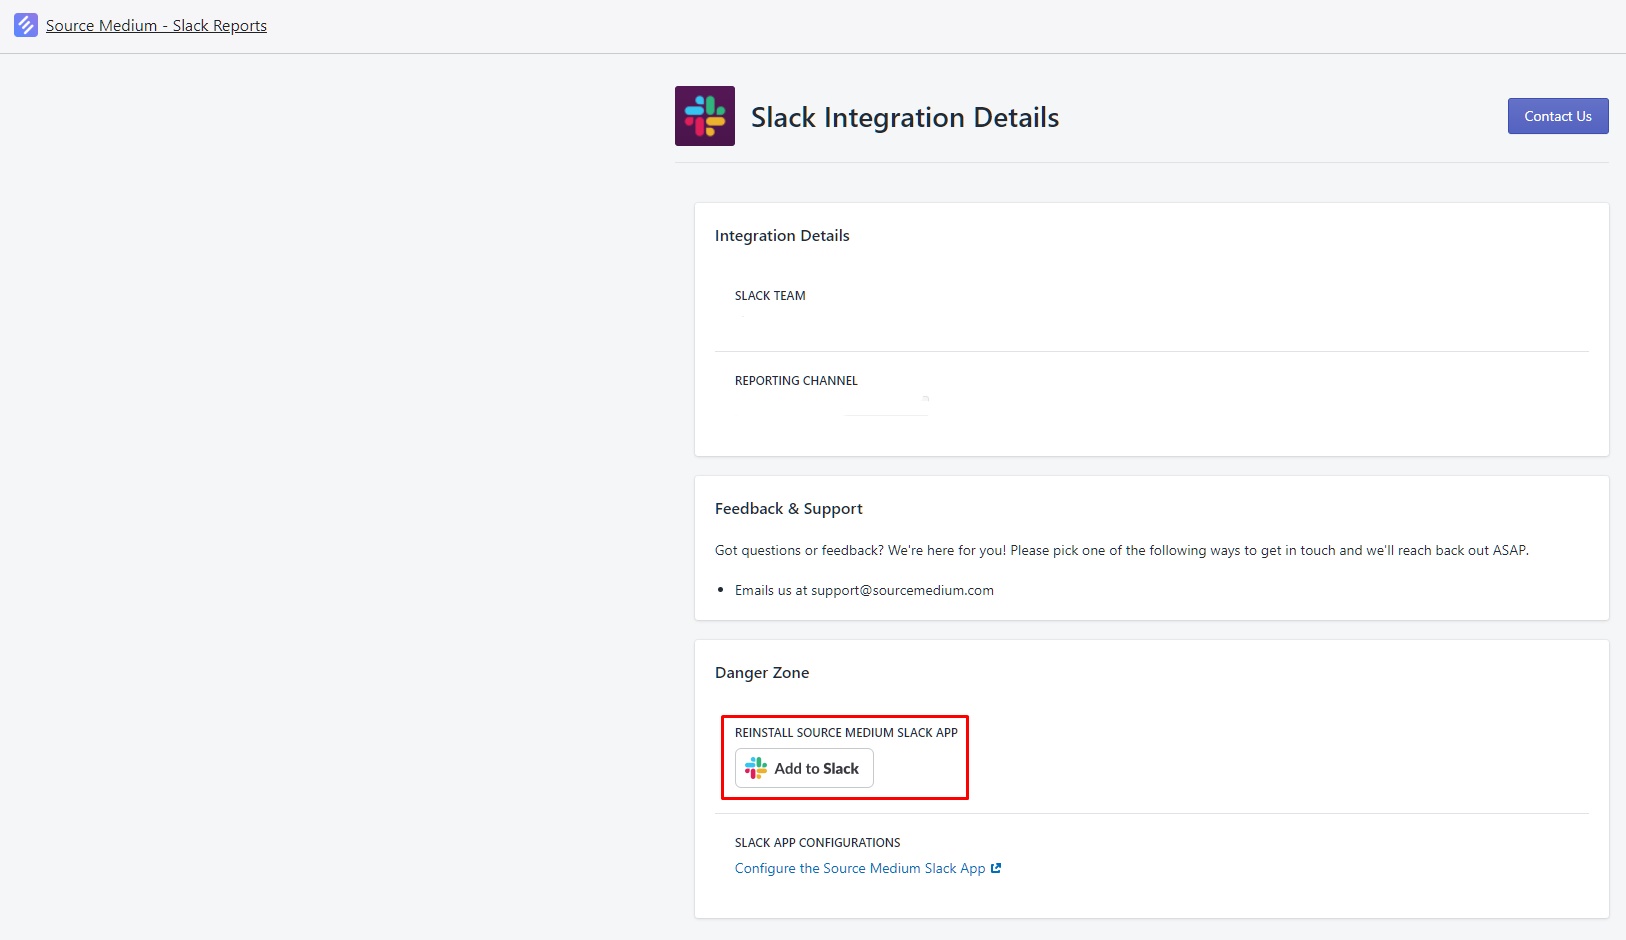 Source Medium - Slack Reports
Slack Integration Details
Contact Us
Integration Details
SLACK TEAM
REPORTING CHANNEL
Feedback & Support
Got questions or feedback? We're here for you! Please pick one of the following ways to get in touch and we'll reach back out ASAP.
• Emails us at support@sourcemedium.com
Danger Zone
REINSTALL SOURCE MEDIUM SLACK APP
Add to Slack
SLACK APP CONFIGURATIONS
Configure the Source Medium Slack App